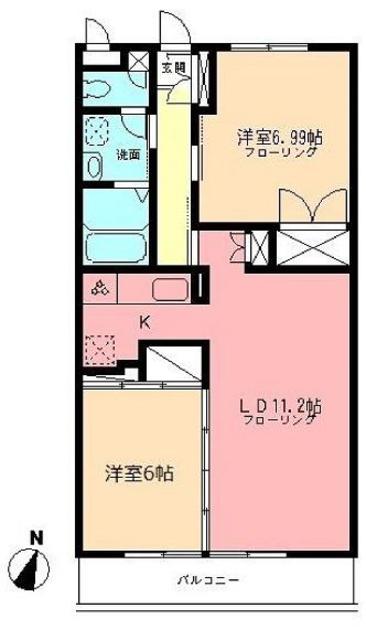 玄関
洋室6.99帖
フローリング
洗面
K
LD11.2帖
フローリング
洋室6帖
N
バルコニー